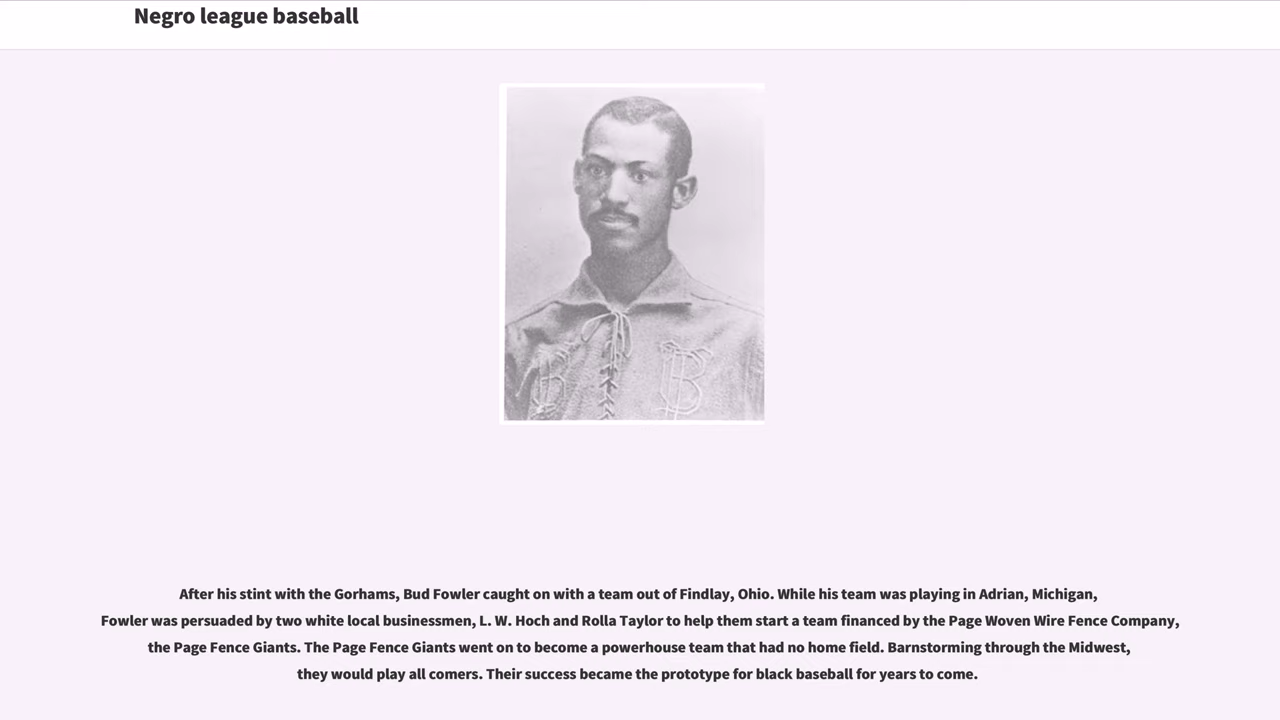 Negro league baseball
B B
After his stint with the Gorhams, Bud Fowler caught on with a team out of Findlay, Ohio. While his team was playing in Adrian, Michigan,
Fowler was persuaded by two white local businessmen, L. W. Hoch and Rolla Taylor to help them start a team financed by the Page Woven Wire Fence Company,
the Page Fence Giants. The Page Fence Giants went on to become a powerhouse team that had no home field. Barnstorming through the Midwest,
they would play all comers. Their success became the prototype for black baseball for years to come.